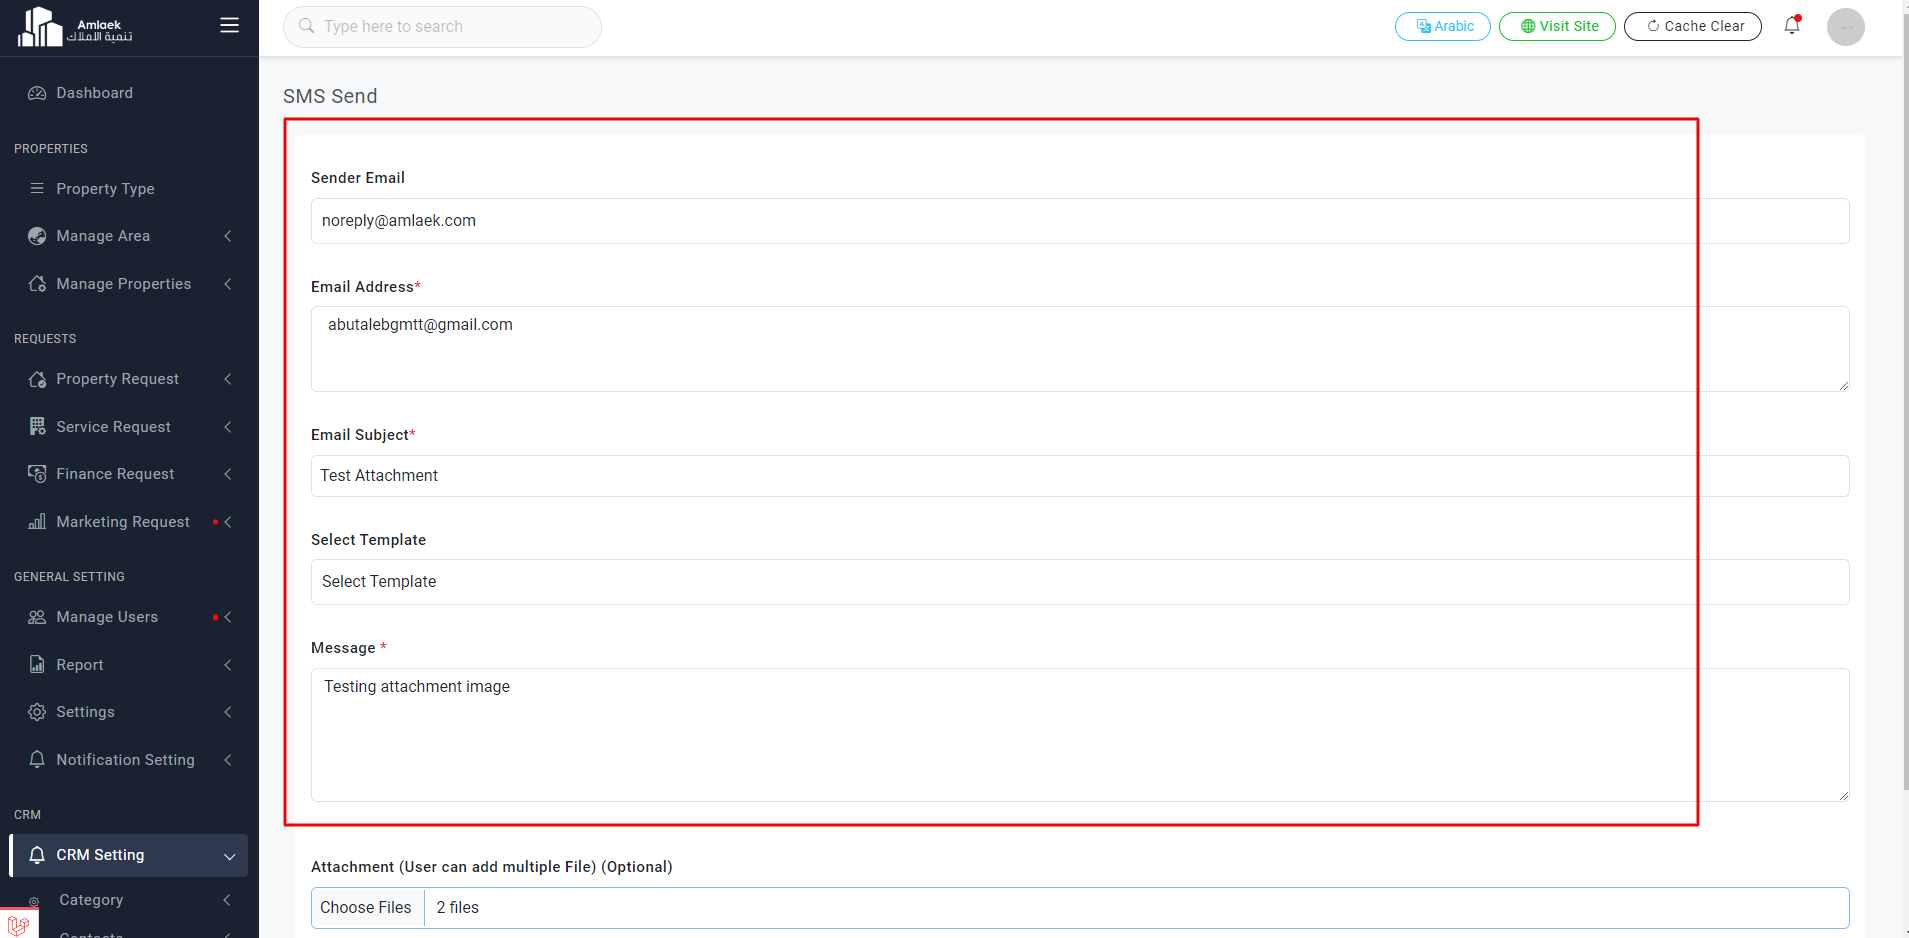 Amlaek
تنمية الاملاك
Type here to search
Arabic
Visit Site
Cache Clear
Dashboard
PROPERTIES
Property Type
Manage Area
Manage Properties
REQUESTS
Property Request
Service Request
Finance Request
Marketing Request
GENERAL SETTING
Manage Users
Report
Settings
Notification Setting
CRM
CRM Setting
Category
Contacts
SMS Send
Sender Email
noreply@amlaek.com
Email Address*
abutalebgmtt@gmail.com
Email Subject*
Test Attachment
Select Template
Select Template
Message *
Testing attachment image
Attachment (User can add multiple File) (Optional)
Choose Files 2 files